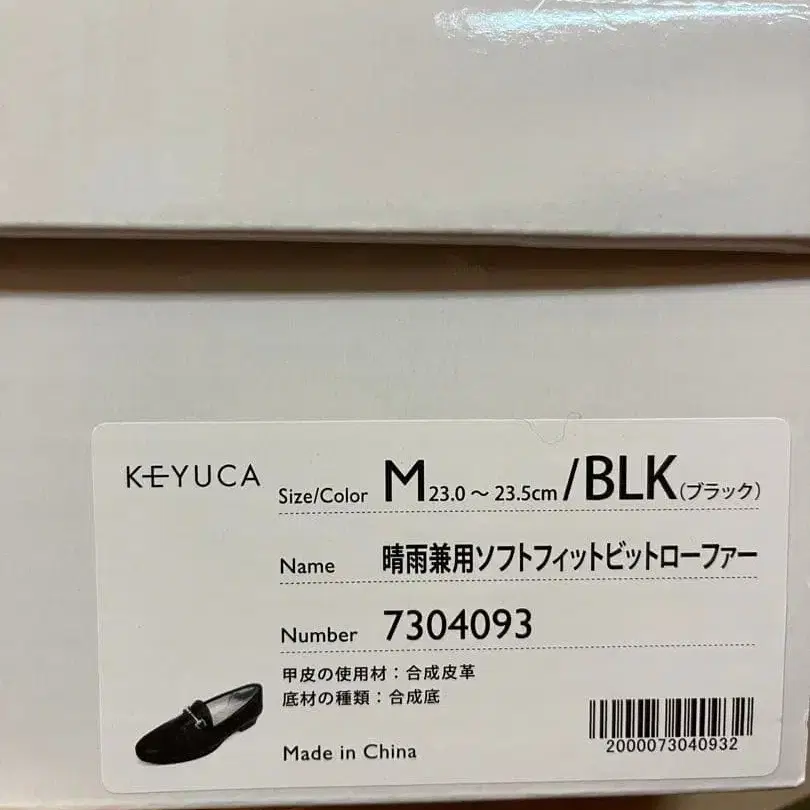 KEYUCA
Size/Color M 23.0～23.5cm /BLK(ブラック)
Name 晴雨兼用ソフトフィットビットローファー
Number 7304093
甲皮の使用材：合成皮革
底材の種類：合成底
Made in China
2000073040932